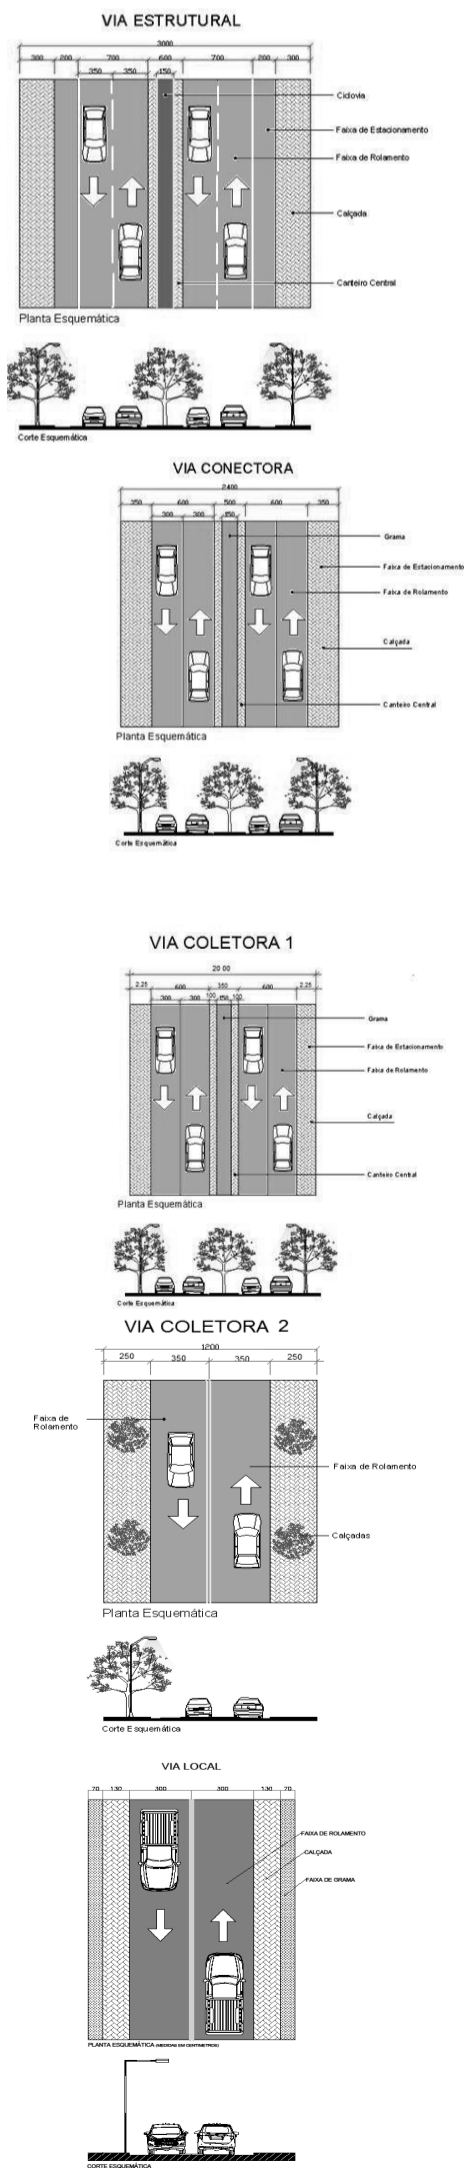 VIA ESTRUTURAL
3000
300 200 700 600 700 200 300
350 350 150
Ciclovia
Faixa de Estacionamento
Faixa de Rolamento
Calçada
Canteiro Central
Planta Esquemática
Corte Esquemática
VIA CONECTORA
2400
350 600 500 600 350
300 300 150
Grama
Faixa de Estacionamento
Faixa de Rolamento
Calçada
Canteiro Central
Planta Esquemática
Corte Esquemática
VIA COLETORA 1
20 00
2.25 600 350 600 2.25
300 300 100 150 100
Grama
Faixa de Estacionamento
Faixa de Rolamento
Calçada
Canteiro Central
Planta Esquemática
Corte Esquemática
VIA COLETORA 2
1200
250 350 350 250
Faixa de
Rolamento
Faixa de Rolamento
Calçadas
Planta Esquemática
Corte Esquemática
VIA LOCAL
70 130 300 300 130 70
FAIXA DE ROLAMENTO
CALÇADA
FAIXA DE GRAMA
PLANTA ESQUEMÁTICA (MEDIDAS EM CENTIMETROS)
CORTE ESQUEMÁTICA